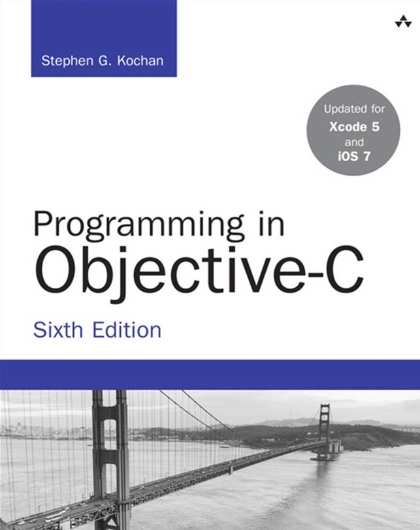 Stephen G. Kochan
Updated for
Xcode 5
and
iOS 7
Programming in
Objective-C
Sixth Edition